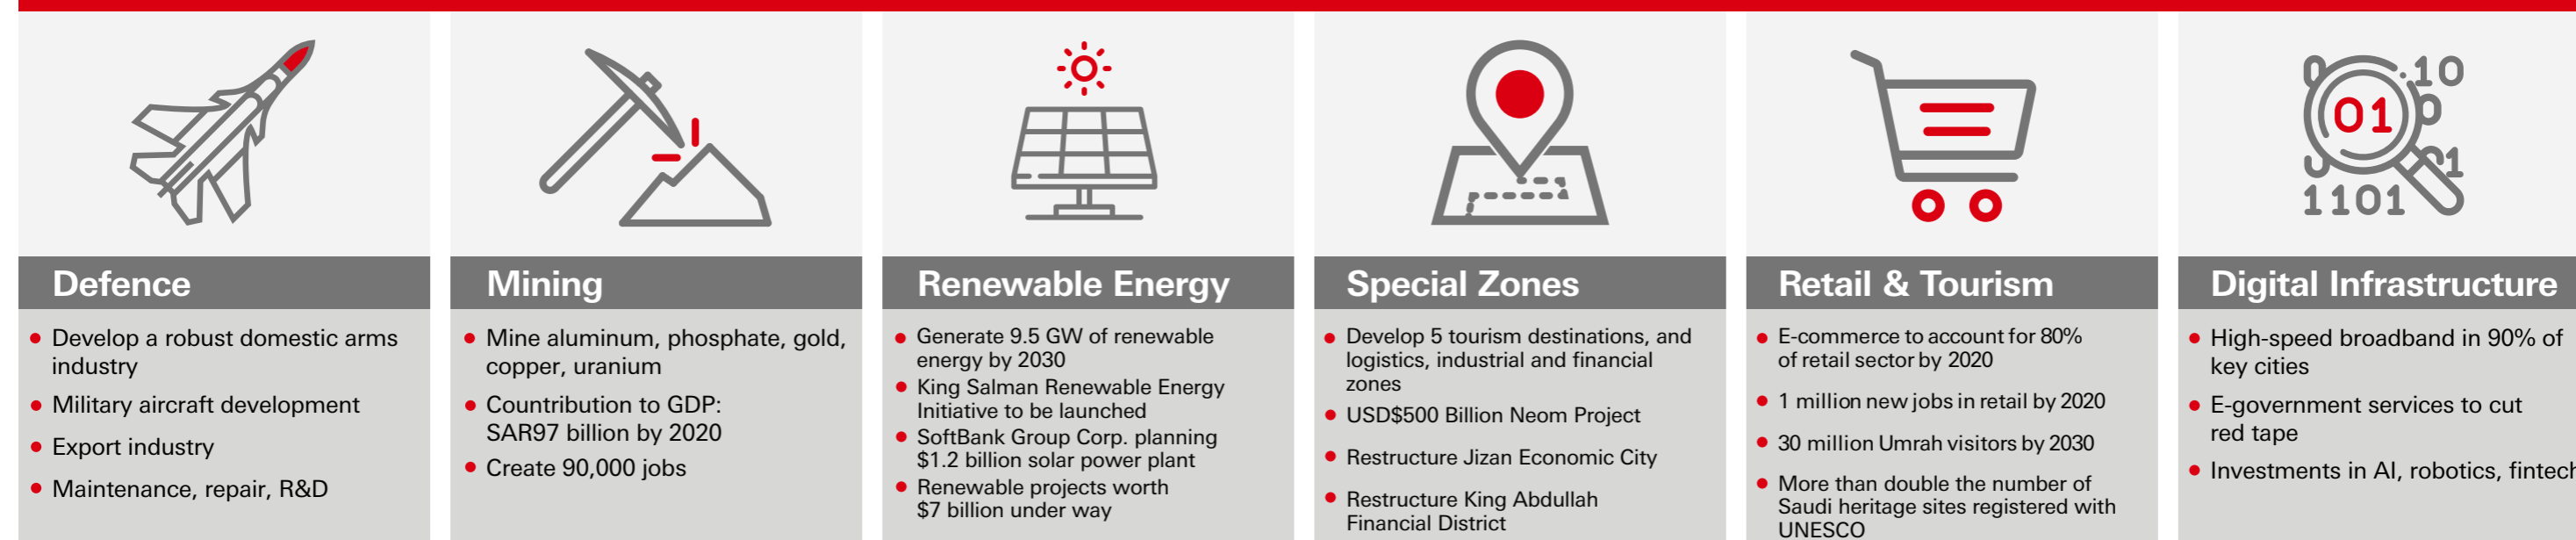 Defence
Develop a robust domestic arms
industry
Military aircraft development
Export industry
Maintenance, repair, R&D
Mining
Mine aluminum, phosphate, gold,
copper, uranium
Countribution to GDP:
SAR97 billion by 2020
Create 90,000 jobs
Renewable Energy
Generate 9.5 GW of renewable
energy by 2030
King Salman Renewable Energy
Initiative to be launched
SoftBank Group Corp. planning
$1.2 billion solar power plant
Renewable projects worth
$7 billion under way
Special Zones
Develop 5 tourism destinations, and
logistics, industrial and financial
zones
USD$500 Billion Neom Project
Restructure Jizan Economic City
Restructure King Abdullah
Financial District
Retail & Tourism
E-commerce to account for 80%
of retail sector by 2020
1 million new jobs in retail by 2020
30 million Umrah visitors by 2030
More than double the number of
Saudi heritage sites registered with
UNESCO
0 10
01 0
1
1101
Digital Infrastructure
High-speed broadband in 90% of
key cities
E-government services to cut
red tape
Investments in AI, robotics, fintech